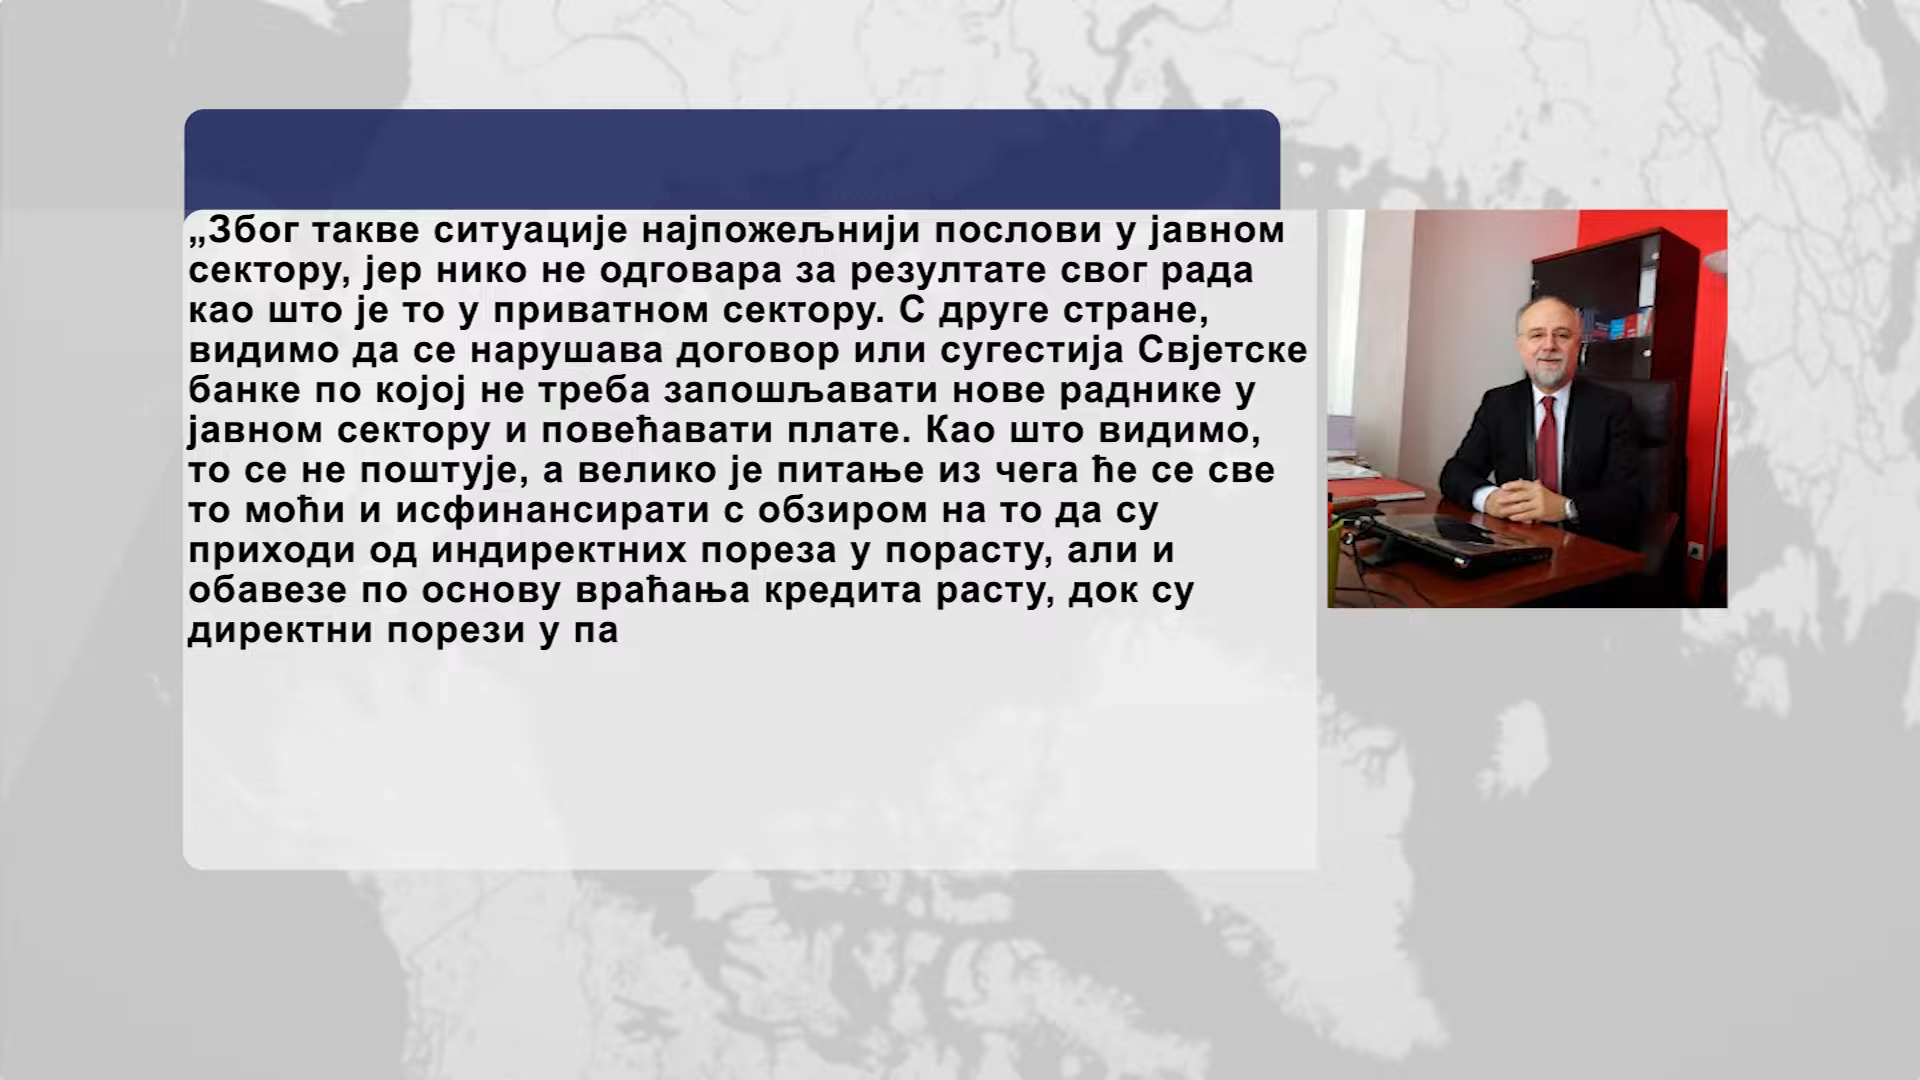 „Због такве ситуације најпожељнији послови у јавном
сектору, јер нико не одговара за резултате свог рада
као што је то у приватном сектору. С друге стране,
видимо да се нарушава договор или сугестија Свјетске
банке по којој не треба запошљавати нове раднике у
јавном сектору и повећавати плате. Као што видимо,
то се не поштује, а велико је питање из чега ће се све
то моћи и исфинансирати с обзиром на то да су
приходи од индиректних пореза у порасту, али и
обавезе по основу враћања кредита расту, док су
директни порези у па